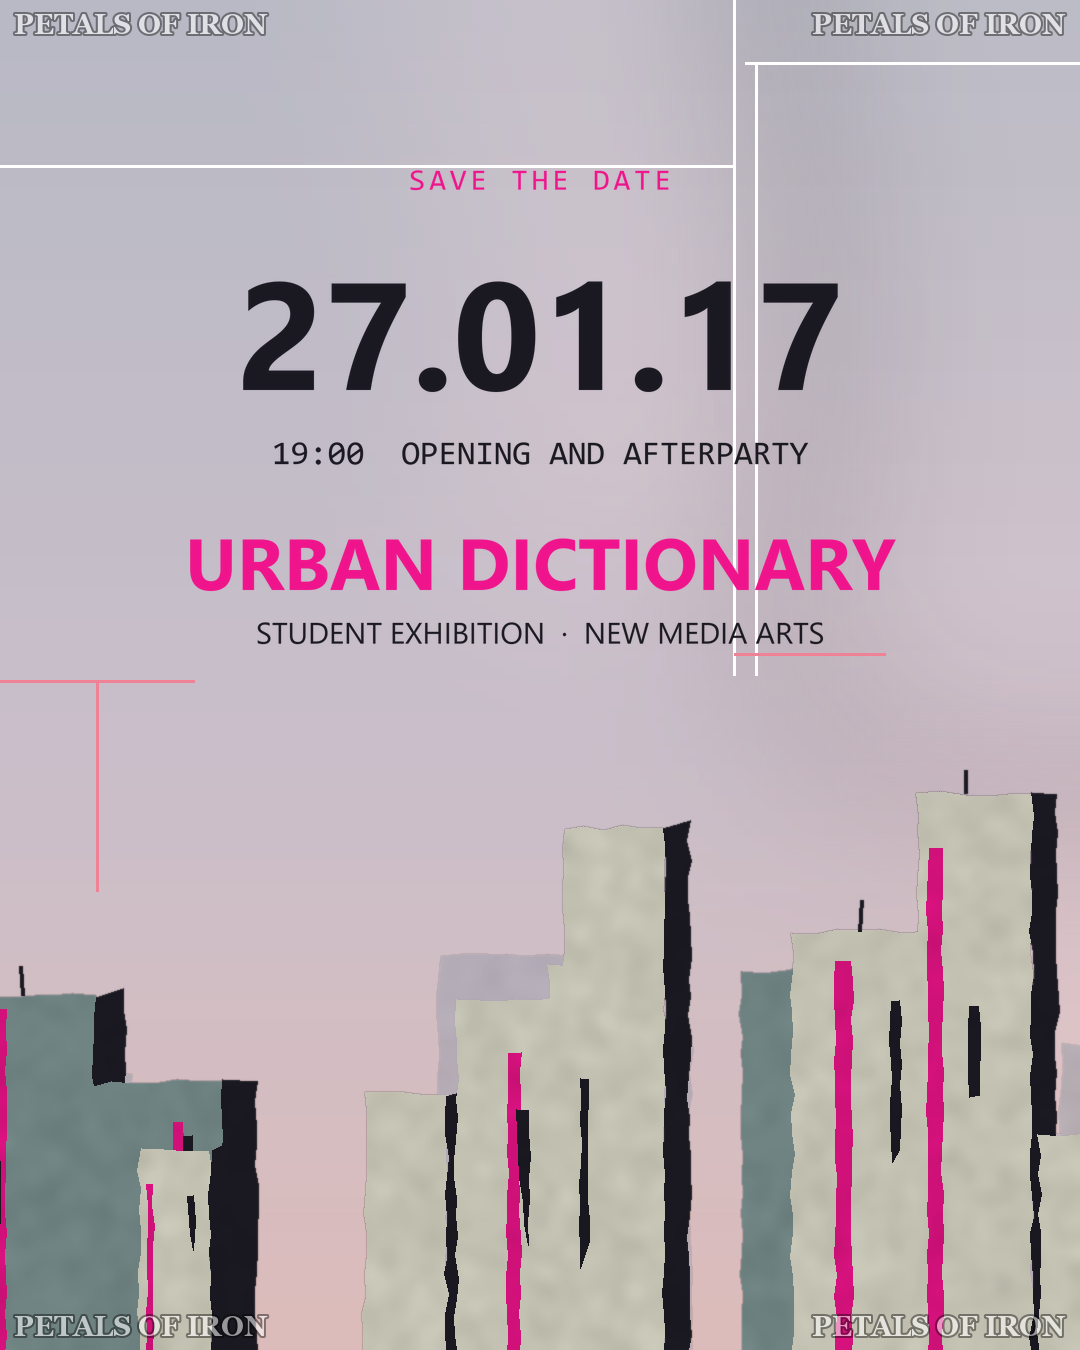 PETALS OF IRON PETALS OF IRON
SAVE THE DATE
27.01.17
19:00 OPENING AND AFTERPARTY
URBAN DICTIONARY
STUDENT EXHIBITION · NEW MEDIA ARTS
PETALS OF IRON PETALS OF IRON